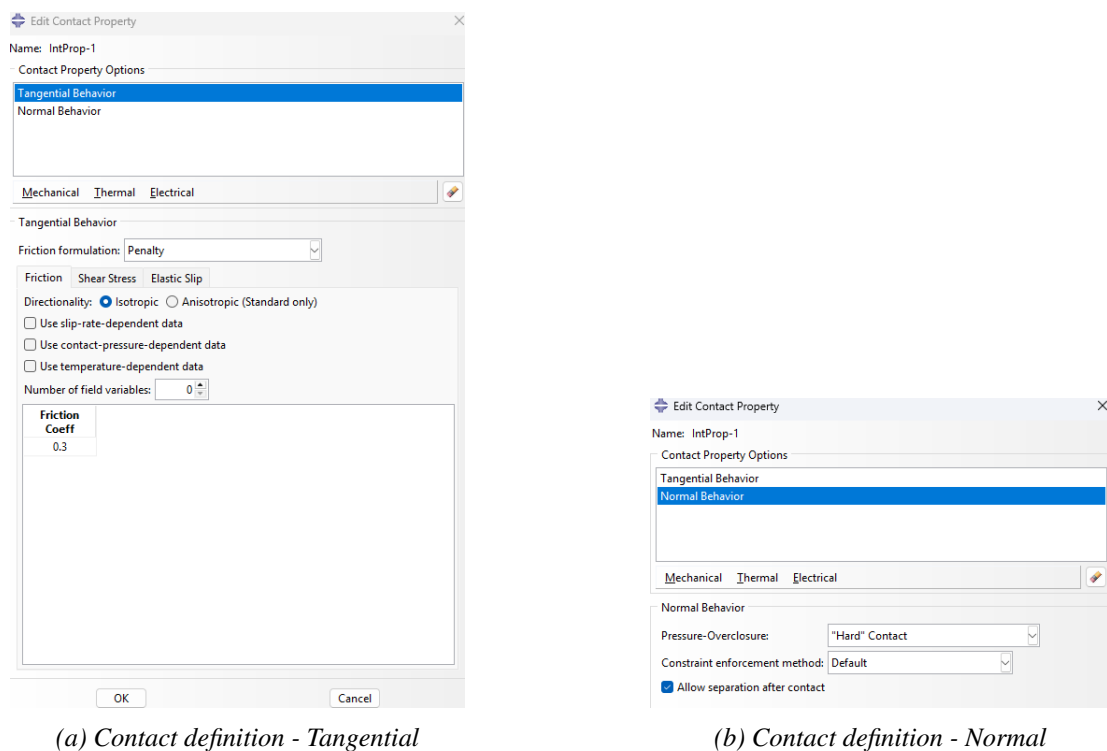 Edit Contact Property
Name: IntProp-1
Contact Property Options
Tangential Behavior
Normal Behavior
Mechanical Thermal Electrical
Tangential Behavior
Friction formulation: Penalty
Friction Shear Stress Elastic Slip
Directionality: Isotropic Anisotropic (Standard only)
Use slip-rate-dependent data
Use contact-pressure-dependent data
Use temperature-dependent data
Number of field variables: 0
Friction
Coeff
0.3
OK Cancel
(a) Contact definition - Tangential
Edit Contact Property
Name: IntProp-1
Contact Property Options
Tangential Behavior
Normal Behavior
Mechanical Thermal Electrical
Normal Behavior
Pressure-Overclosure: "Hard" Contact
Constraint enforcement method: Default
Allow separation after contact
(b) Contact definition - Normal